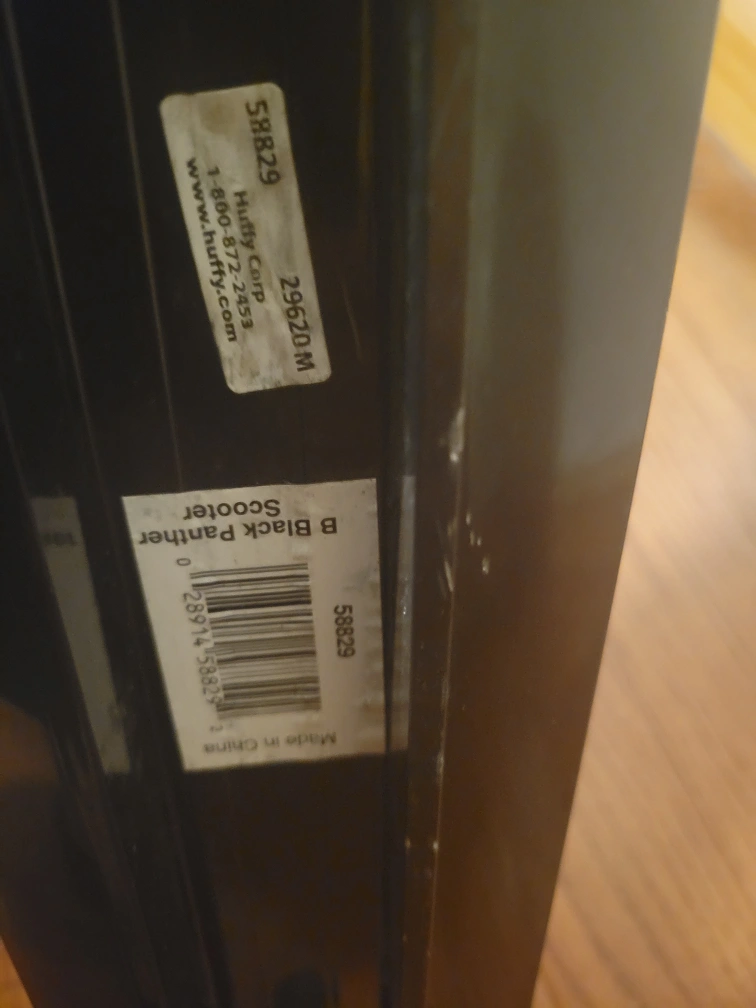 58829
29620 M
Huffy Corp
1-800-872-2453
www.huffy.com
B Black Panther
Scooter
0 28914 58829 2
58829
Made in China